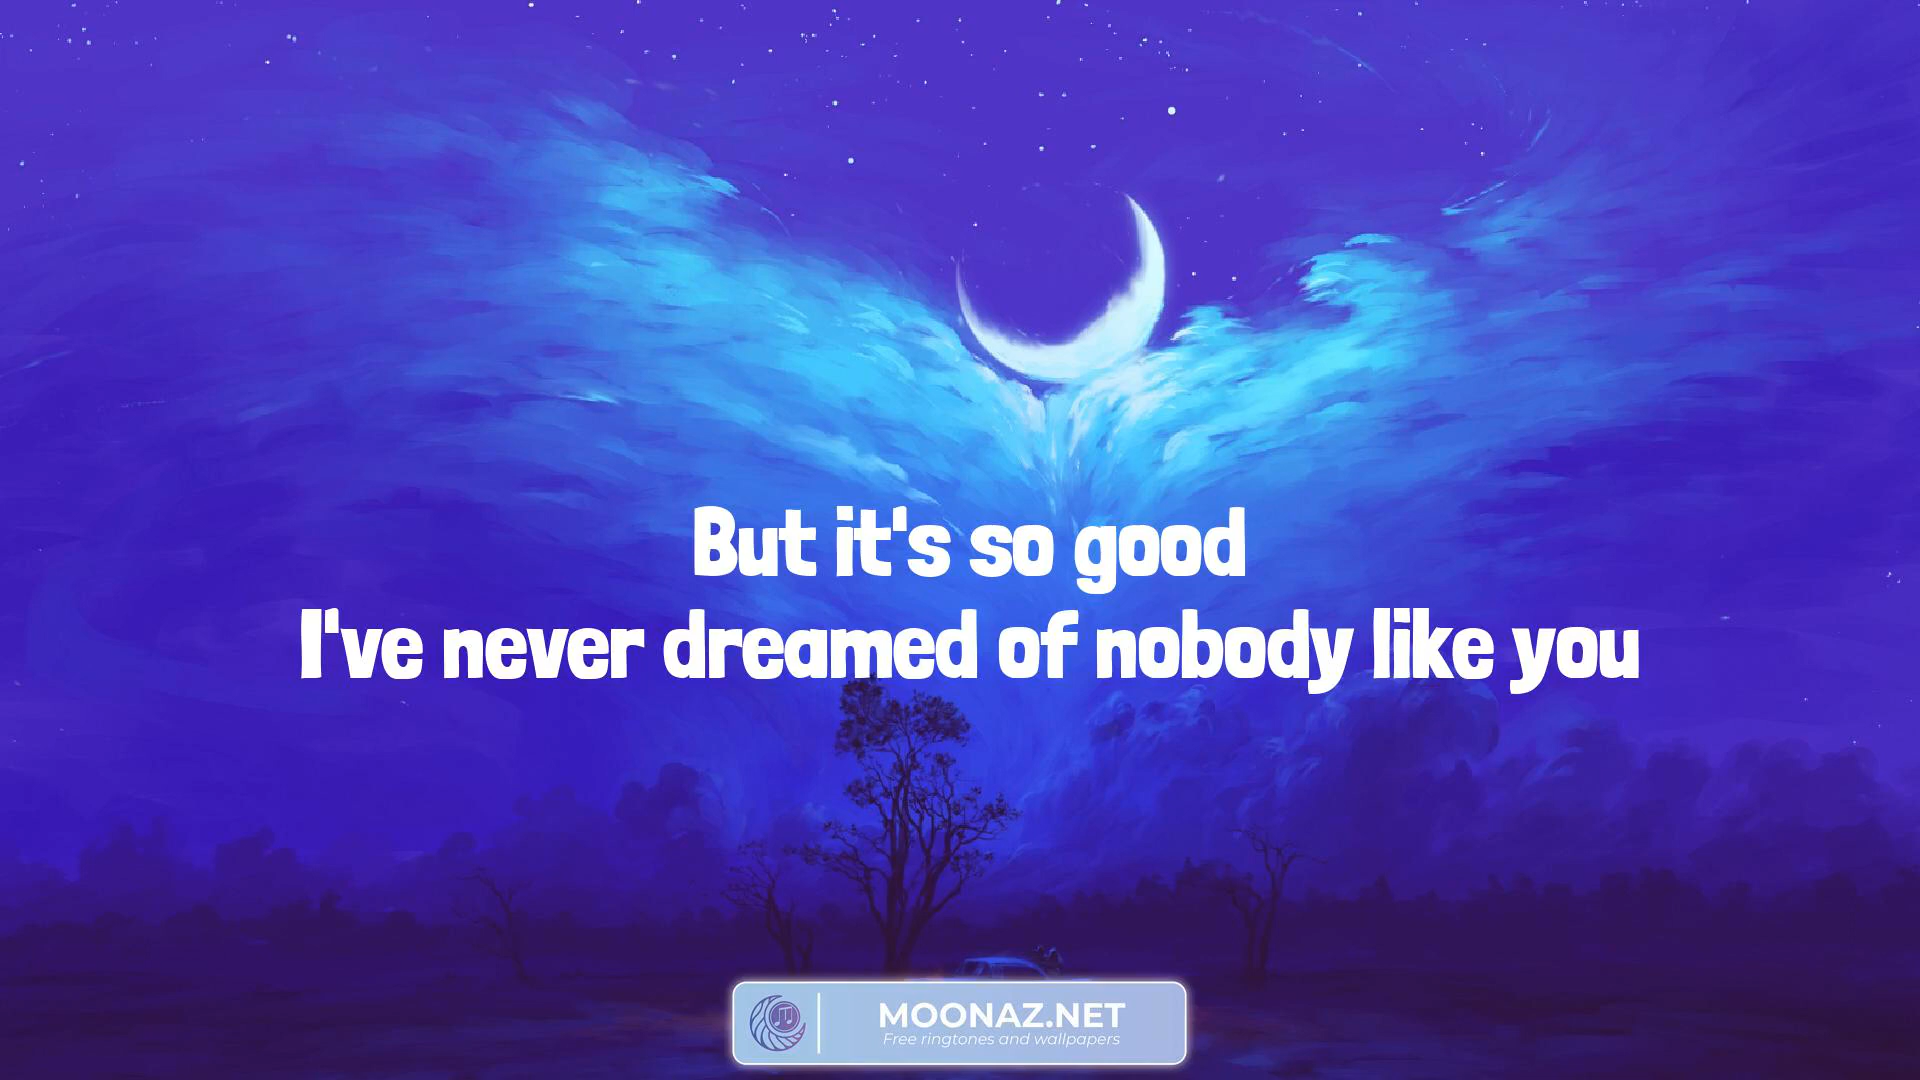 But it's so good
I've never dreamed of nobody like you
MOONAZ.NET
Free ringtones and wallpapers